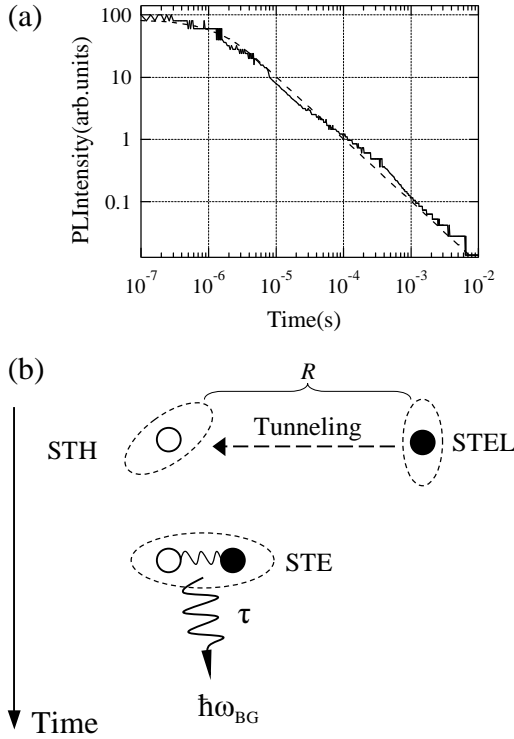 (a)
PLIntensity(arb.units)
100
10
1
0.1
10⁻⁷ 10⁻⁶ 10⁻⁵ 10⁻⁴ 10⁻³ 10⁻²
Time(s)
(b)
R
STH
Tunneling
STEL
STE
τ
ħω_BG
Time